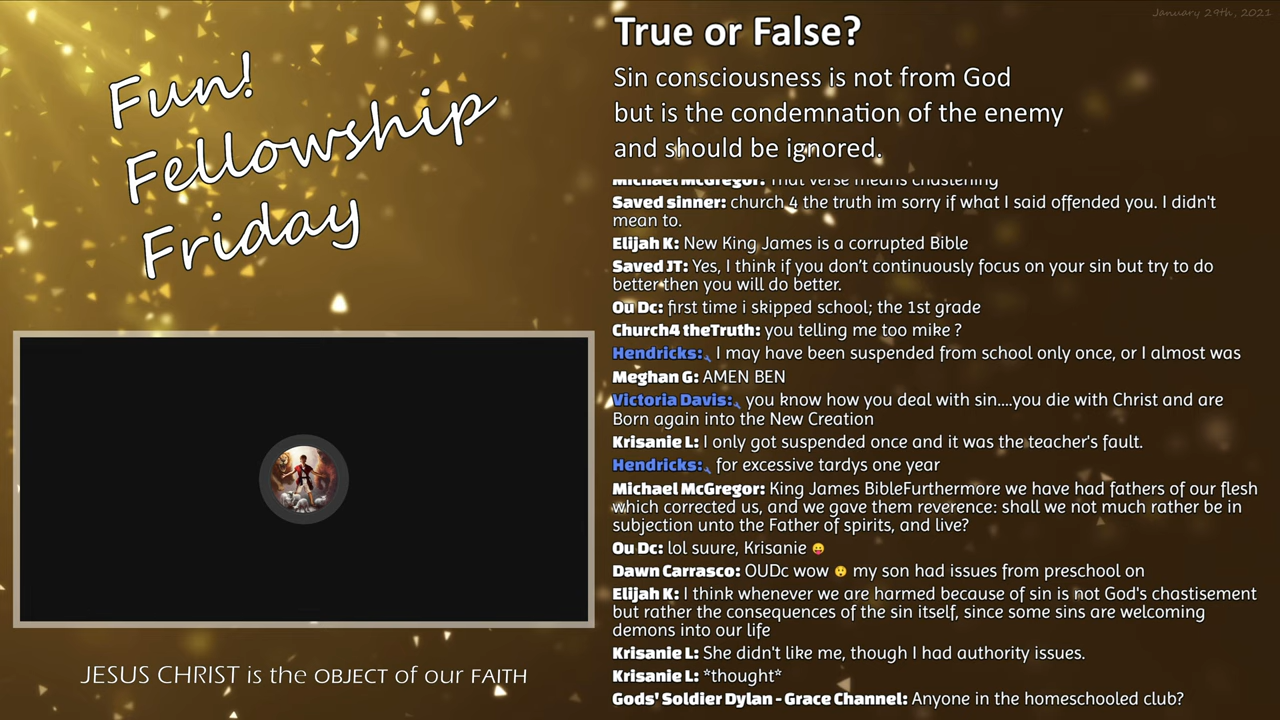 Fun!
Fellowship
Friday
JESUS CHRIST is the OBJECT of our FAITH
January 29th, 2021
True or False?
Sin consciousness is not from God
but is the condemnation of the enemy
and should be ignored.
Michael McGregor: That verse means chastening
Saved sinner: church 4 the truth im sorry if what I said offended you. I didn't
mean to.
Elijah K: New King James is a corrupted Bible
Saved JT: Yes, I think if you don’t continuously focus on your sin but try to do
better then you will do better.
Ou Dc: first time i skipped school; the 1st grade
Church4 theTruth: you telling me too mike ?
Hendricks: I may have been suspended from school only once, or I almost was
Meghan G: AMEN BEN
Victoria Davis: you know how you deal with sin....you die with Christ and are
Born again into the New Creation
Krisanie L: I only got suspended once and it was the teacher's fault.
Hendricks: for excessive tardys one year
Michael McGregor: King James BibleFurthermore we have had fathers of our flesh
which corrected us, and we gave them reverence: shall we not much rather be in
subjection unto the Father of spirits, and live?
Ou Dc: lol suure, Krisanie 😛
Dawn Carrasco: OUDc wow 😲 my son had issues from preschool on
Elijah K: I think whenever we are harmed because of sin is not God's chastisement
but rather the consequences of the sin itself, since some sins are welcoming
demons into our life
Krisanie L: She didn't like me, though I had authority issues.
Krisanie L: *thought*
Gods' Soldier Dylan - Grace Channel: Anyone in the homeschooled club?